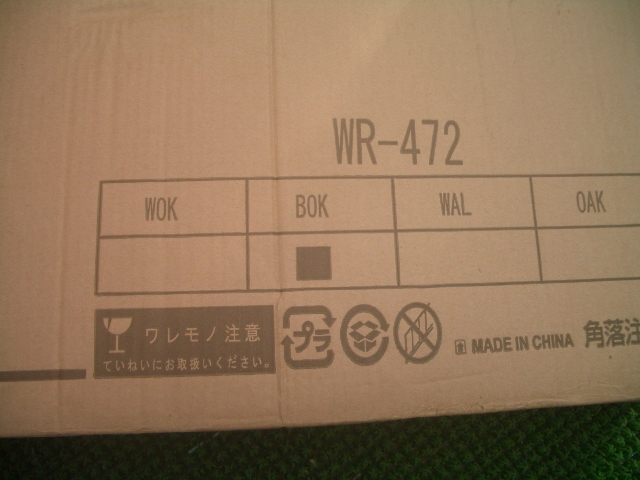 WR-472
WOK BOK WAL OAK
ワレモノ注意
ていねいにお取扱いください。
プラ
MADE IN CHINA 角落注